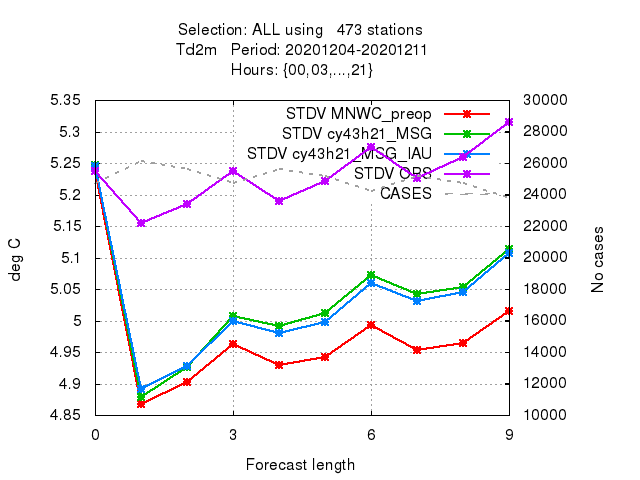 Selection: ALL using   473 stations
Td2m   Period: 20201204-20201211
Hours: {00,03,...,21}
STDV MNWC_preop
STDV cy43h21_MSG
STDV cy43h21_MSG_IAU
STDV OBS
CASES
5.35
5.3
5.25
5.2
5.15
5.1
5.05
5
4.95
4.9
4.85
deg C
30000
28000
26000
24000
22000
20000
18000
16000
14000
12000
10000
No cases
0 3 6 9
Forecast length